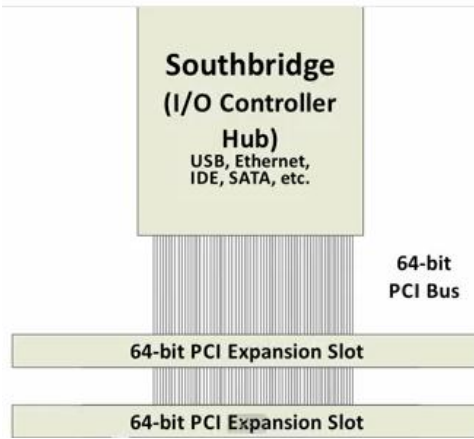 Southbridge
(I/O Controller
Hub)
USB, Ethernet,
IDE, SATA, etc.
64-bit
PCI Bus
64-bit PCI Expansion Slot
64-bit PCI Expansion Slot